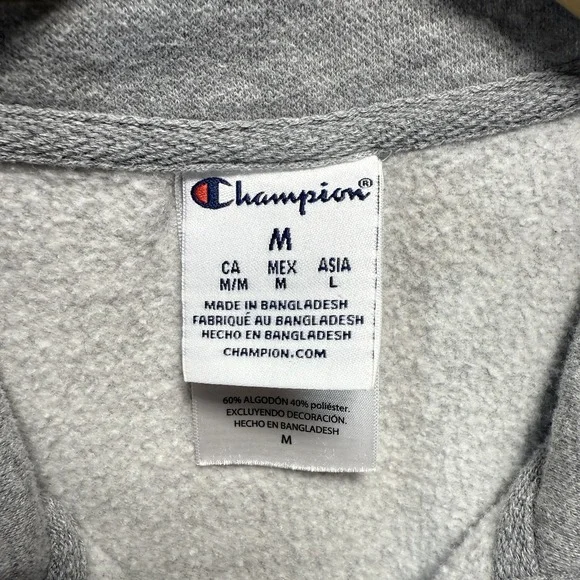 Champion®
M
CA MEX ASIA
M/M M L
MADE IN BANGLADESH
FABRIQUÉ AU BANGLADESH
HECHO EN BANGLADESH
CHAMPION.COM
60% ALGODÓN 40% poliéster.
EXCLUYENDO DECORACIÓN.
HECHO EN BANGLADESH
M